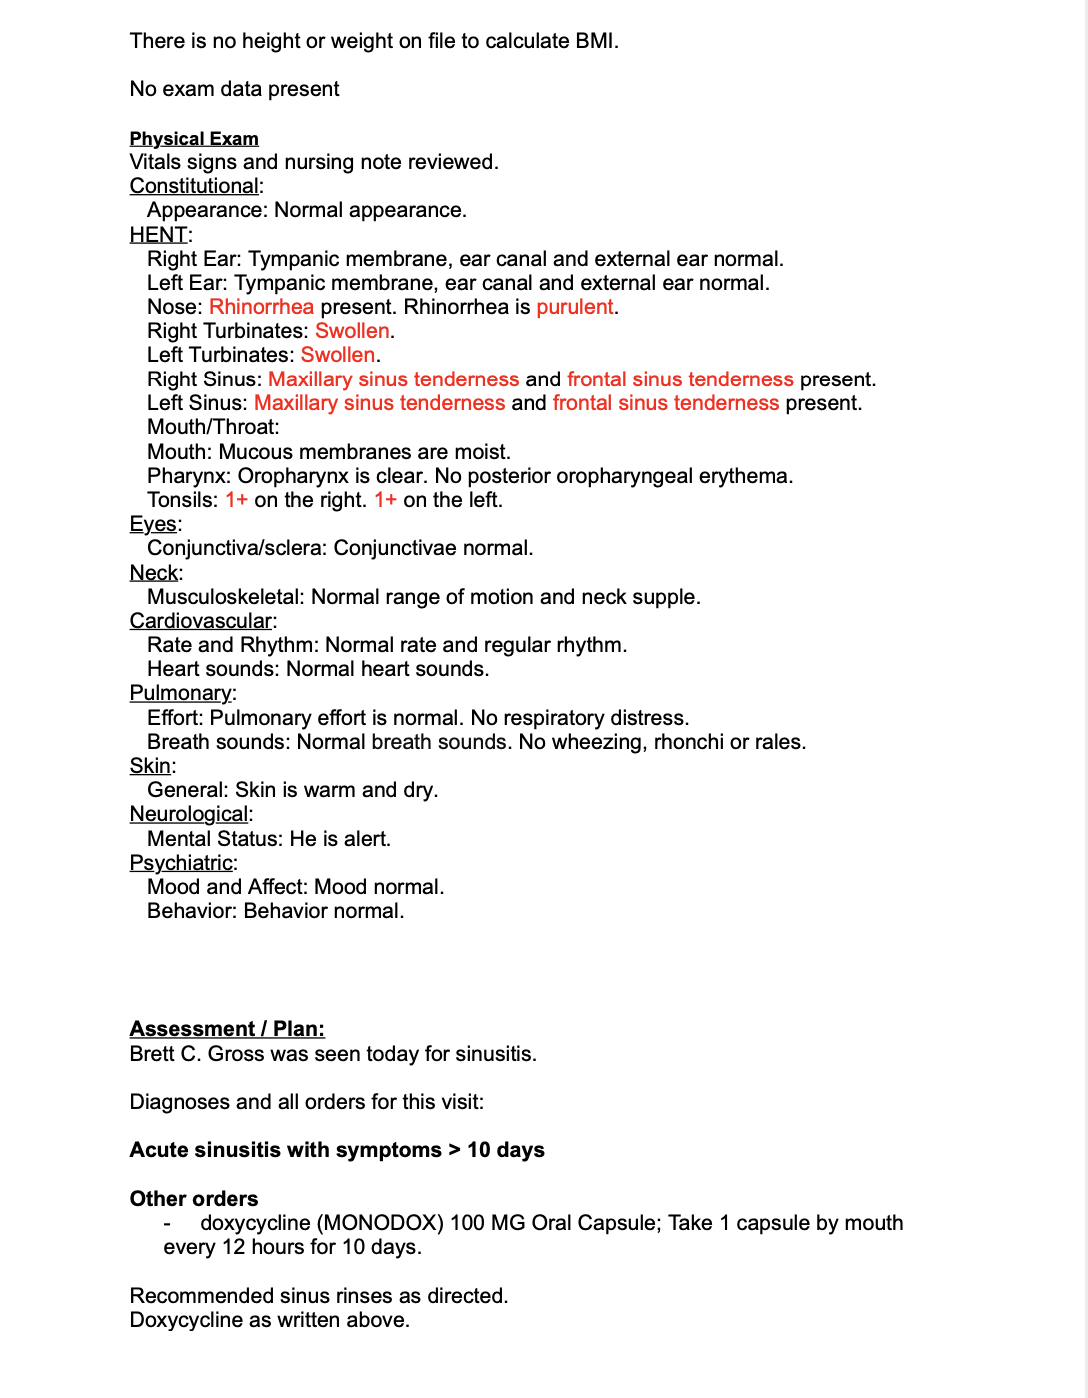 There is no height or weight on file to calculate BMI.
No exam data present
Physical Exam
Vitals signs and nursing note reviewed.
Constitutional:
Appearance: Normal appearance.
HENT:
Right Ear: Tympanic membrane, ear canal and external ear normal.
Left Ear: Tympanic membrane, ear canal and external ear normal.
Nose: Rhinorrhea present. Rhinorrhea is purulent.
Right Turbinates: Swollen.
Left Turbinates: Swollen.
Right Sinus: Maxillary sinus tenderness and frontal sinus tenderness present.
Left Sinus: Maxillary sinus tenderness and frontal sinus tenderness present.
Mouth/Throat:
Mouth: Mucous membranes are moist.
Pharynx: Oropharynx is clear. No posterior oropharyngeal erythema.
Tonsils: 1+ on the right. 1+ on the left.
Eyes:
Conjunctiva/sclera: Conjunctivae normal.
Neck:
Musculoskeletal: Normal range of motion and neck supple.
Cardiovascular:
Rate and Rhythm: Normal rate and regular rhythm.
Heart sounds: Normal heart sounds.
Pulmonary:
Effort: Pulmonary effort is normal. No respiratory distress.
Breath sounds: Normal breath sounds. No wheezing, rhonchi or rales.
Skin:
General: Skin is warm and dry.
Neurological:
Mental Status: He is alert.
Psychiatric:
Mood and Affect: Mood normal.
Behavior: Behavior normal.
Assessment / Plan:
Brett C. Gross was seen today for sinusitis.
Diagnoses and all orders for this visit:
Acute sinusitis with symptoms > 10 days
Other orders
- doxycycline (MONODOX) 100 MG Oral Capsule; Take 1 capsule by mouth
every 12 hours for 10 days.
Recommended sinus rinses as directed.
Doxycycline as written above.